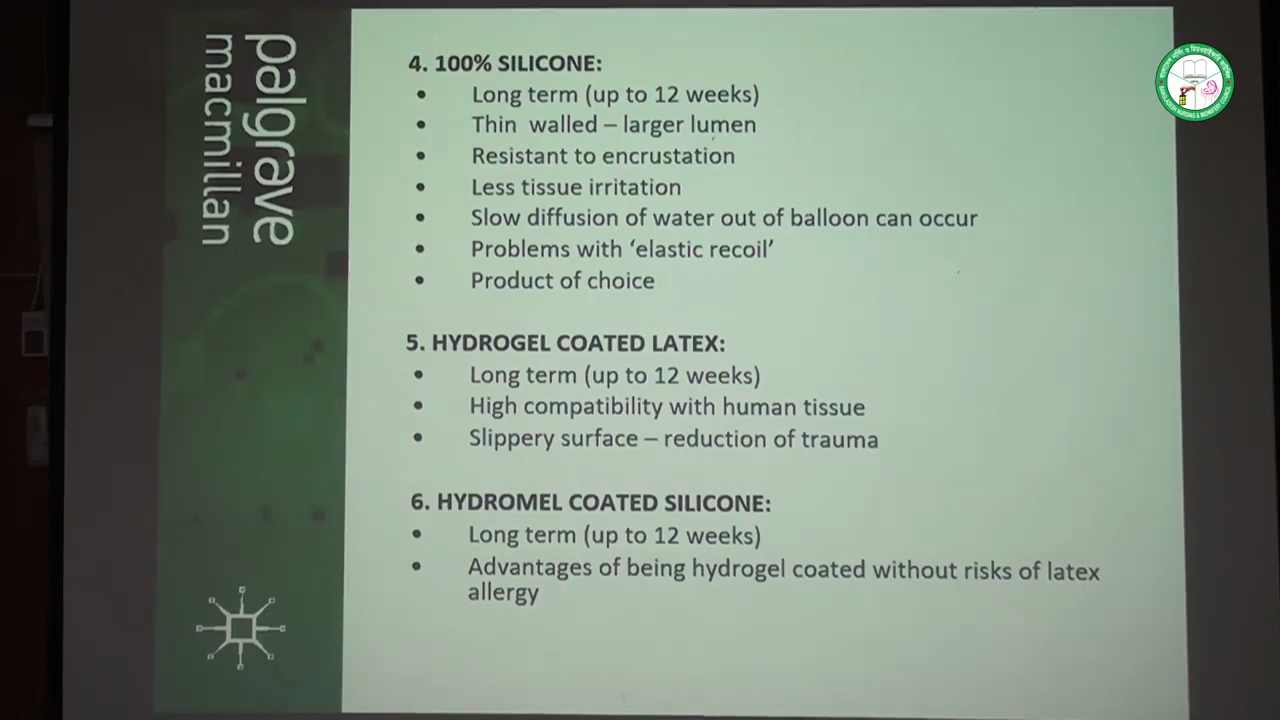 palgrave
macmillan
4. 100% SILICONE:
• Long term (up to 12 weeks)
• Thin walled – larger lumen
• Resistant to encrustation
• Less tissue irritation
• Slow diffusion of water out of balloon can occur
• Problems with ‘elastic recoil’
• Product of choice
5. HYDROGEL COATED LATEX:
• Long term (up to 12 weeks)
• High compatibility with human tissue
• Slippery surface – reduction of trauma
6. HYDROMEL COATED SILICONE:
• Long term (up to 12 weeks)
• Advantages of being hydrogel coated without risks of latex
allergy
BANGLADESH NURSING & MIDWIFERY COUNCIL